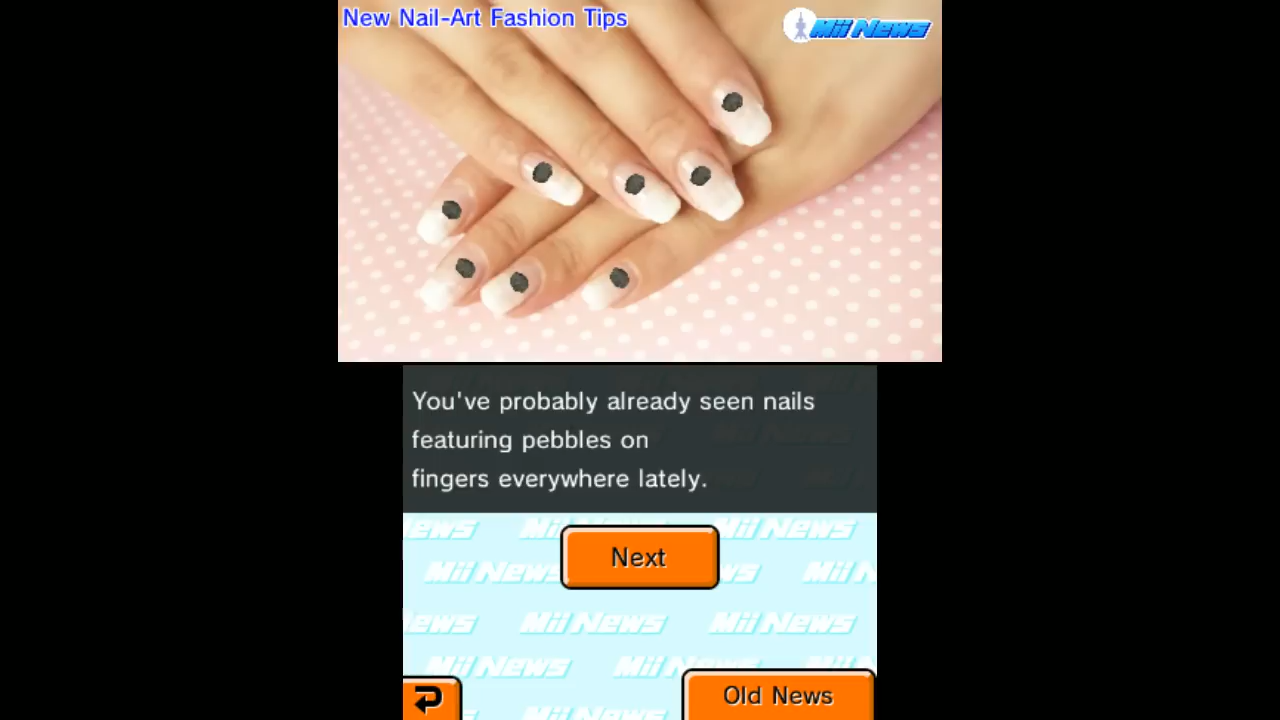 New Nail-Art Fashion Tips
Mii News
You've probably already seen nails
featuring pebbles on
fingers everywhere lately.
Next
Old News